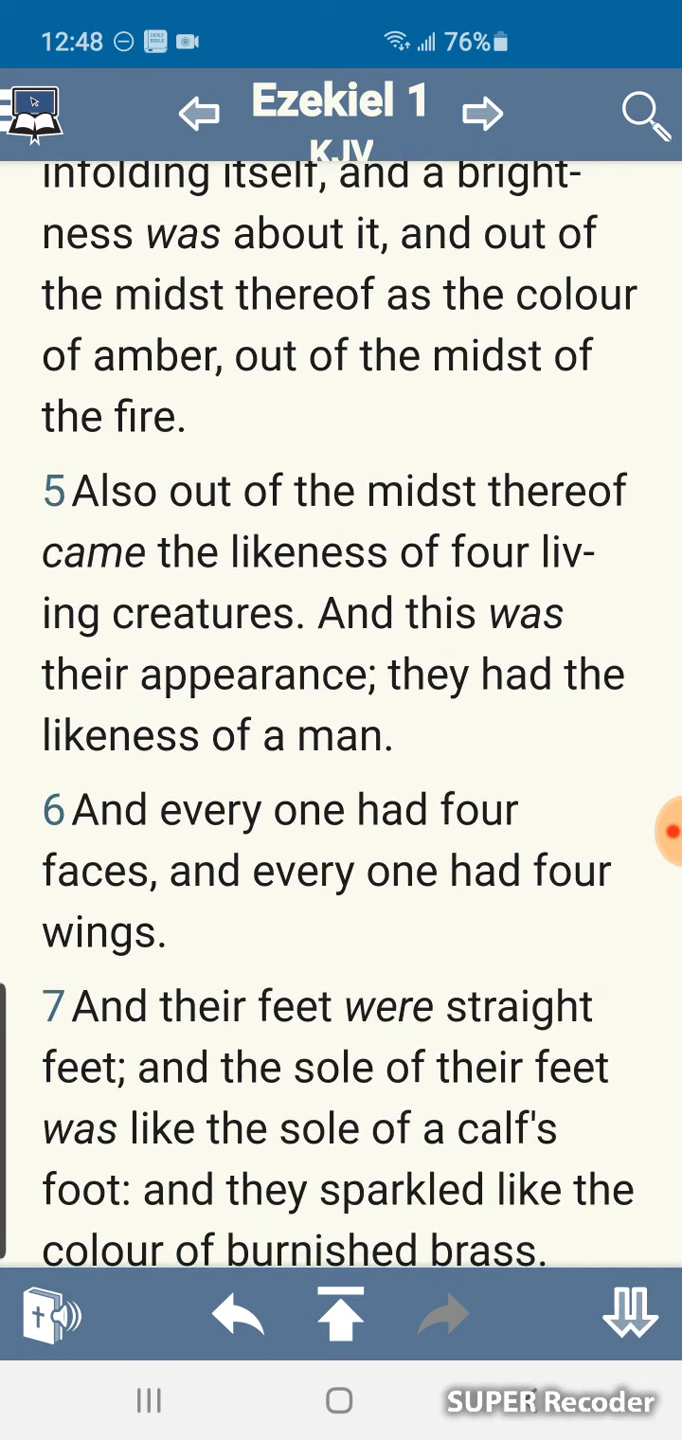 12:48 76%
Ezekiel 1
KJV
infolding itself, and a bright-
ness was about it, and out of
the midst thereof as the colour
of amber, out of the midst of
the fire.
5 Also out of the midst thereof
came the likeness of four liv-
ing creatures. And this was
their appearance; they had the
likeness of a man.
6 And every one had four
faces, and every one had four
wings.
7 And their feet were straight
feet; and the sole of their feet
was like the sole of a calf's
foot: and they sparkled like the
colour of burnished brass.
SUPER Recoder